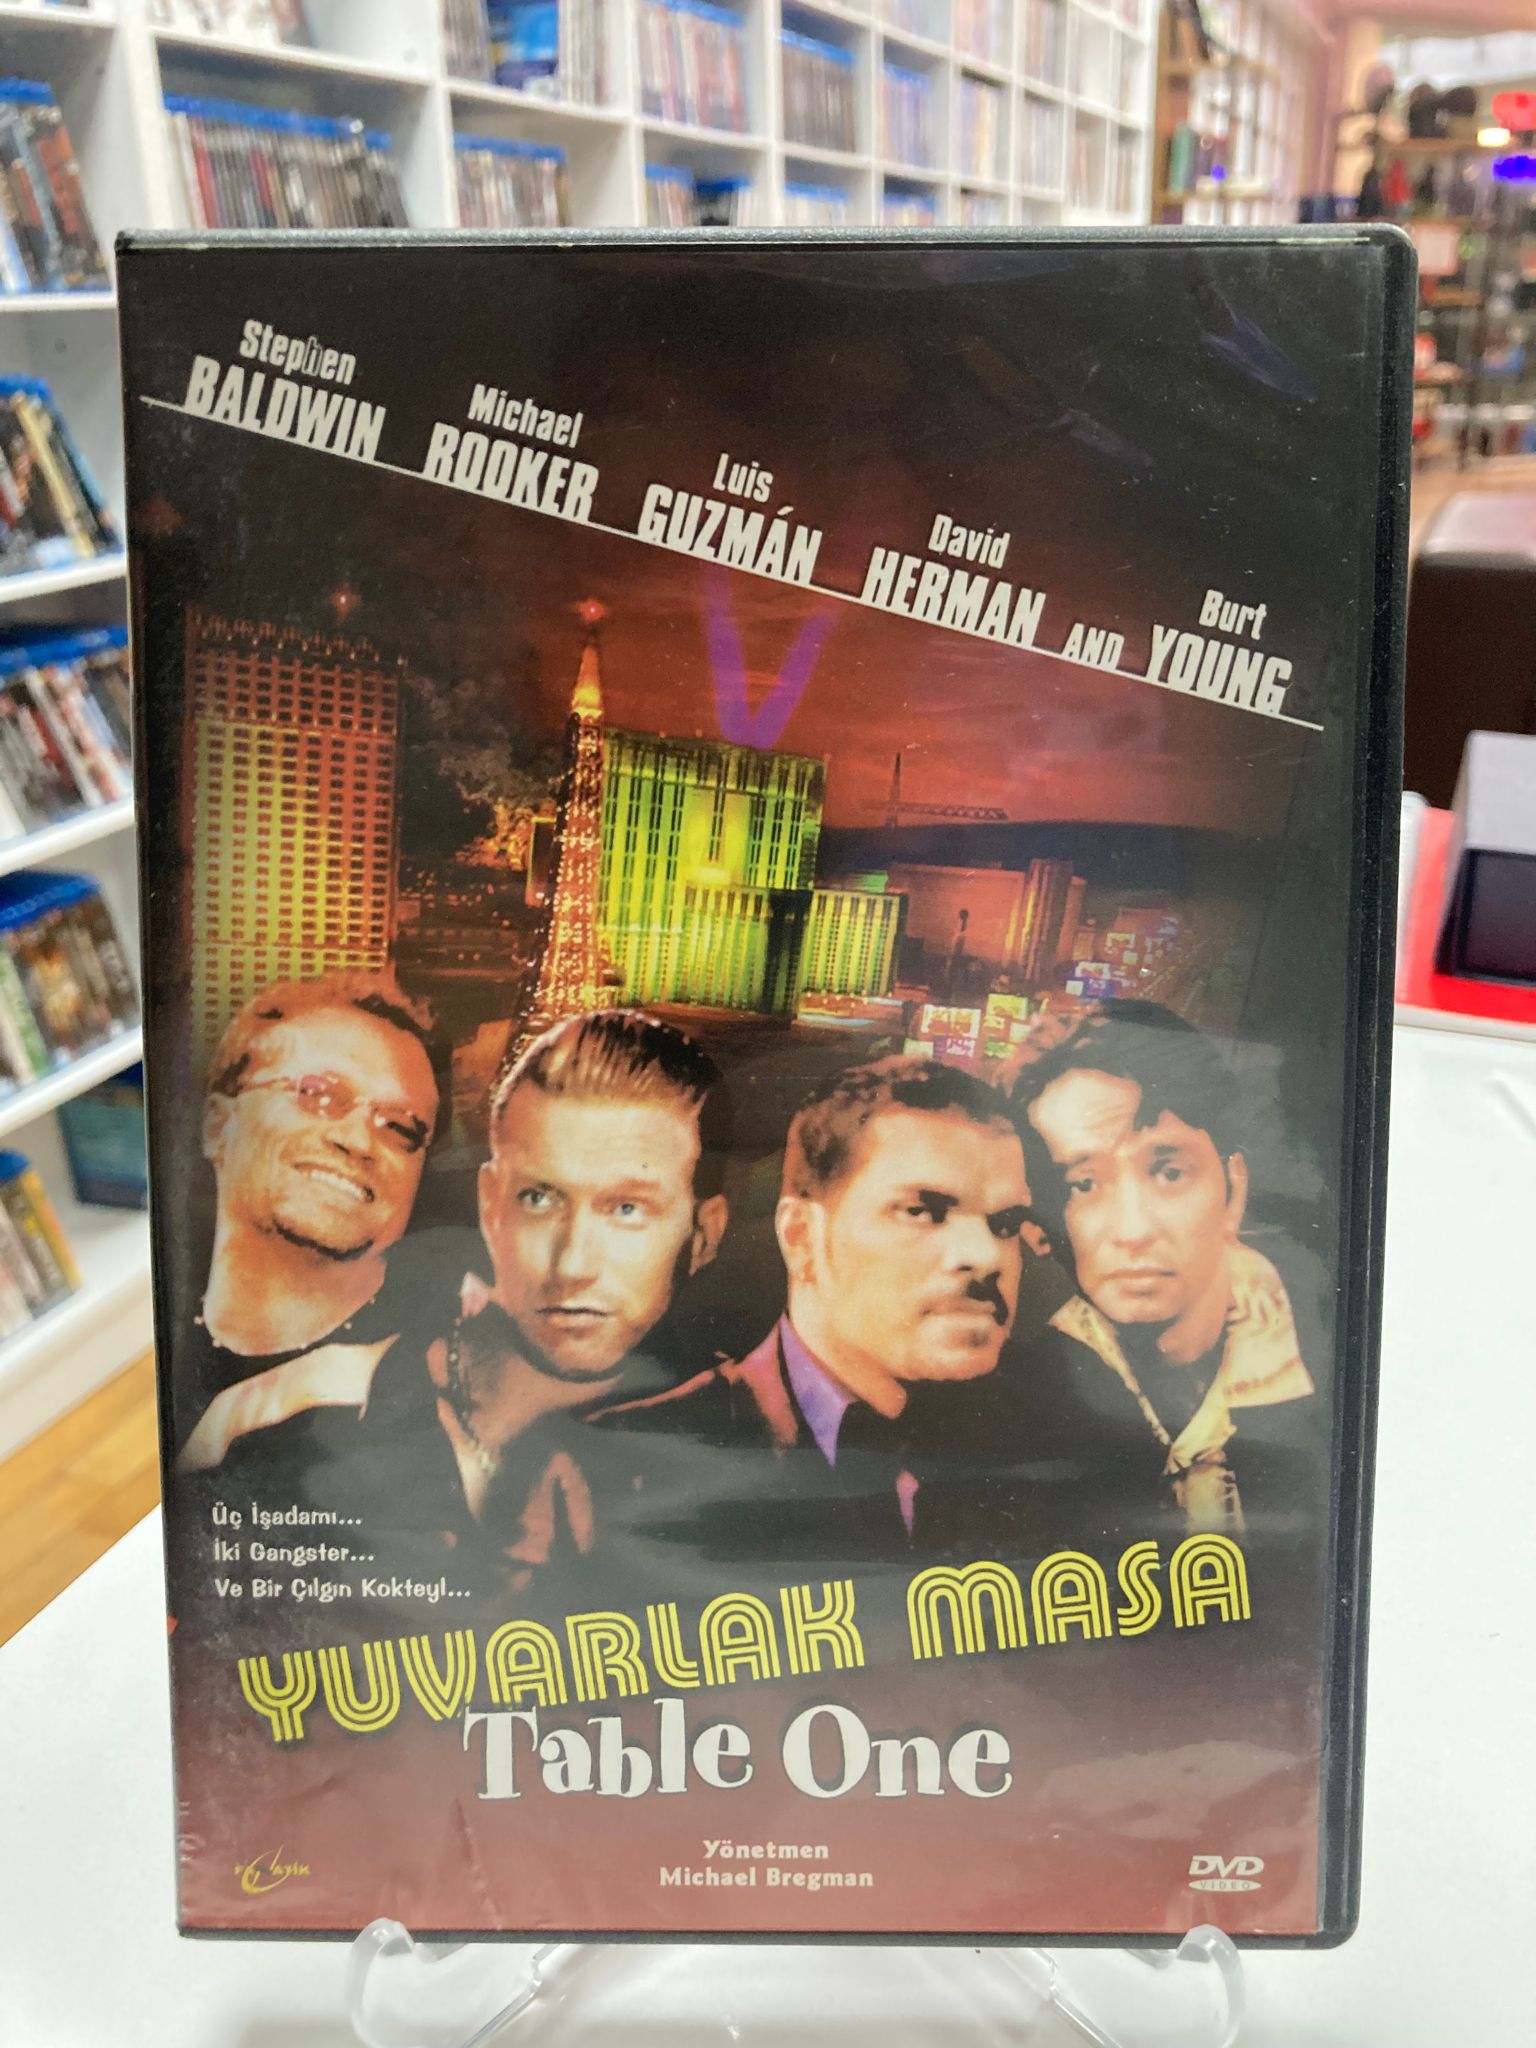 Stephen
BALDWIN
Michael
ROOKER
Luis
GUZMÁN
David
HERMAN
AND
Burt
YOUNG
Üç İşadamı...
İki Gangster...
Ve Bir Çılgın Kokteyl...
YUVARLAK MASA
Table One
Yönetmen
Michael Bregman
DVD
VIDEO